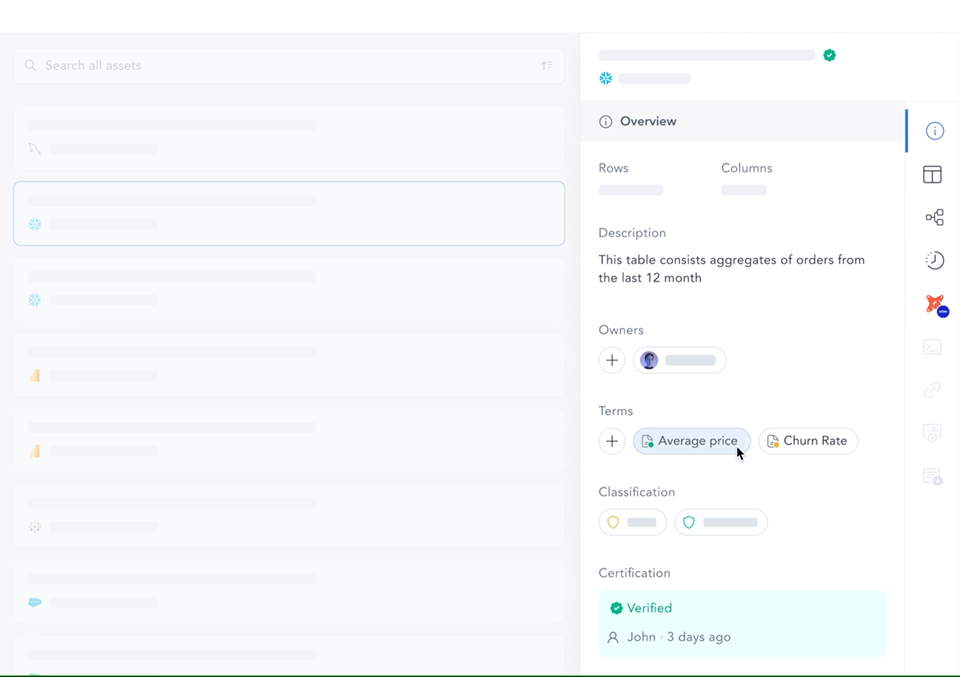 Search all assets
Overview
Rows
Columns
Description
This table consists aggregates of orders from
the last 12 month
Owners
Terms
Average price
Churn Rate
Classification
Certification
Verified
John • 3 days ago